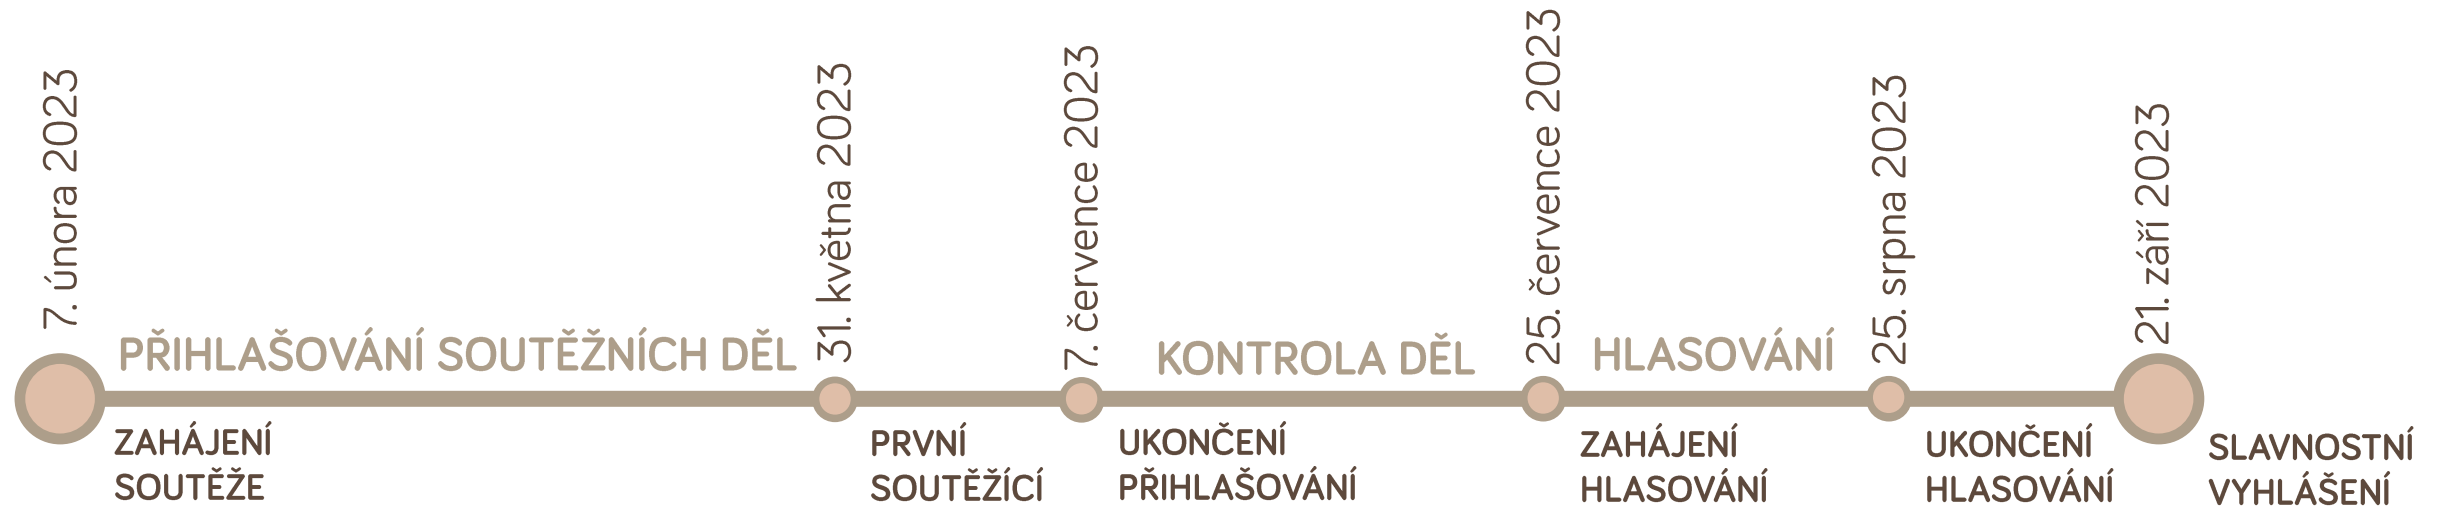 7. února 2023
31. května 2023
7. července 2023
25. července 2023
25. srpna 2023
21. září 2023
PŘIHLAŠOVÁNÍ SOUTĚŽNÍCH DĚL
KONTROLA DĚL
HLASOVÁNÍ
ZAHÁJENÍ
SOUTĚŽE
PRVNÍ
SOUTĚŽÍCÍ
UKONČENÍ
PŘIHLAŠOVÁNÍ
ZAHÁJENÍ
HLASOVÁNÍ
UKONČENÍ
HLASOVÁNÍ
SLAVNOSTNÍ
VYHLÁŠENÍ